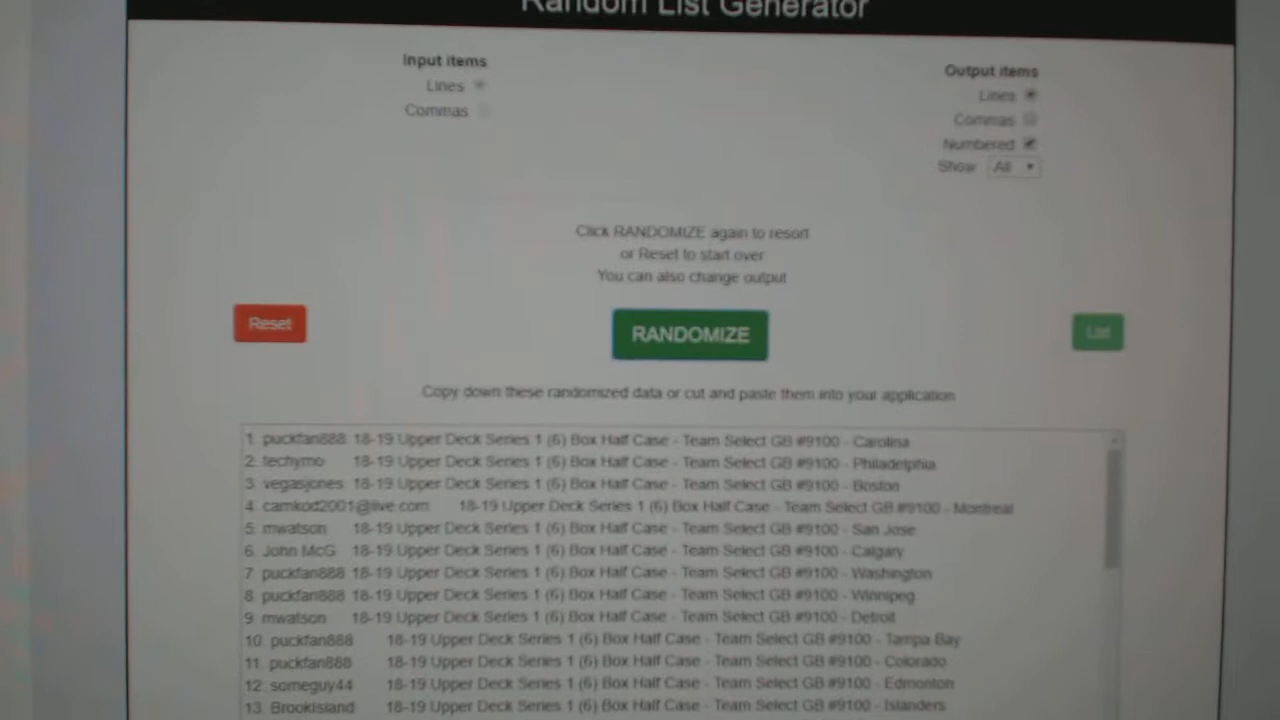 Random List Generator
Input items
Lines
Commas
Output items
Lines
Commas
Numbered
Show All
Click RANDOMIZE again to resort
or Reset to start over
You can also change output
Reset
RANDOMIZE
List
Copy down these randomized data or cut and paste them into your application
1. puckfan888 18-19 Upper Deck Series 1 (6) Box Half Case - Team Select GB #9100 - Carolina
2. techymo 18-19 Upper Deck Series 1 (6) Box Half Case - Team Select GB #9100 - Philadelphia
3. vegasjones 18-19 Upper Deck Series 1 (6) Box Half Case - Team Select GB #9100 - Boston
4. camkod2001@live.com 18-19 Upper Deck Series 1 (6) Box Half Case - Team Select GB #9100 - Montreal
5. mwatson 18-19 Upper Deck Series 1 (6) Box Half Case - Team Select GB #9100 - San Jose
6. John McG 18-19 Upper Deck Series 1 (6) Box Half Case - Team Select GB #9100 - Calgary
7. puckfan888 18-19 Upper Deck Series 1 (6) Box Half Case - Team Select GB #9100 - Washington
8. puckfan888 18-19 Upper Deck Series 1 (6) Box Half Case - Team Select GB #9100 - Winnipeg
9. mwatson 18-19 Upper Deck Series 1 (6) Box Half Case - Team Select GB #9100 - Detroit
10. puckfan888 18-19 Upper Deck Series 1 (6) Box Half Case - Team Select GB #9100 - Tampa Bay
11. puckfan888 18-19 Upper Deck Series 1 (6) Box Half Case - Team Select GB #9100 - Colorado
12. someguy44 18-19 Upper Deck Series 1 (6) Box Half Case - Team Select GB #9100 - Edmonton
13. BrookIsland 18-19 Upper Deck Series 1 (6) Box Half Case - Team Select GB #9100 - Islanders